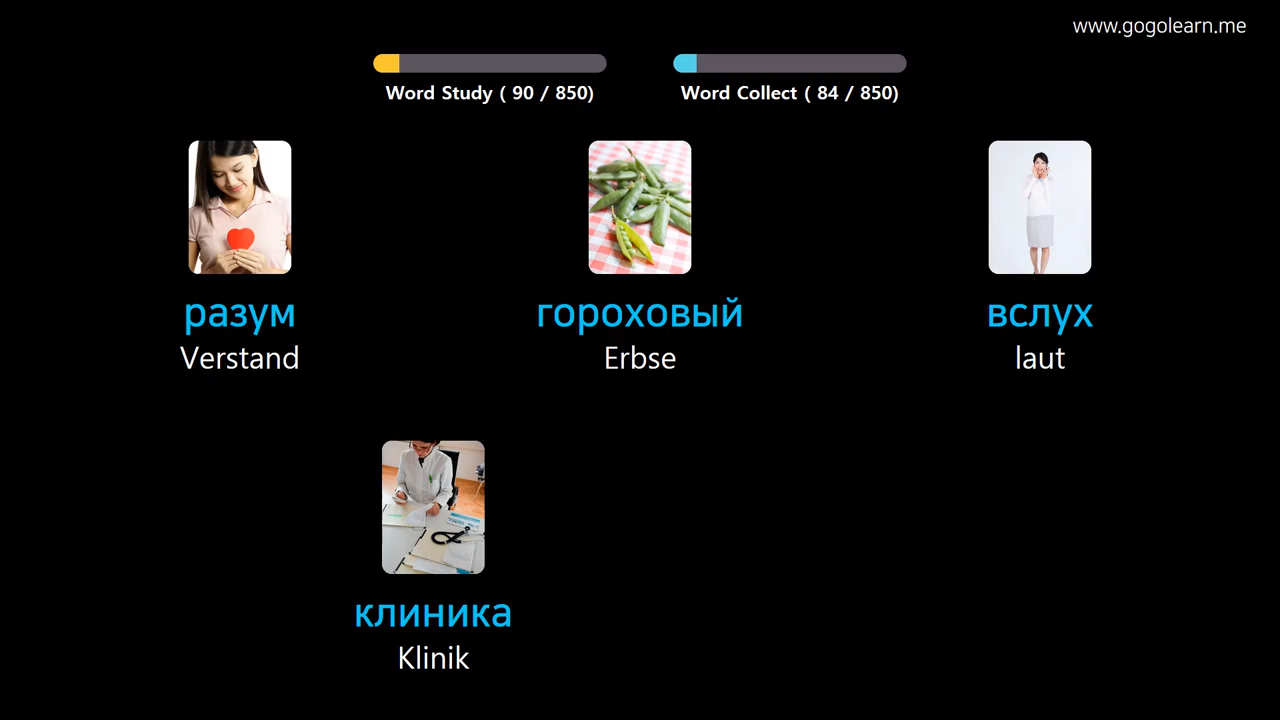 www.gogolearn.me
Word Study ( 90 / 850)
Word Collect ( 84 / 850)
разум
Verstand
гороховый
Erbse
вслух
laut
клиника
Klinik